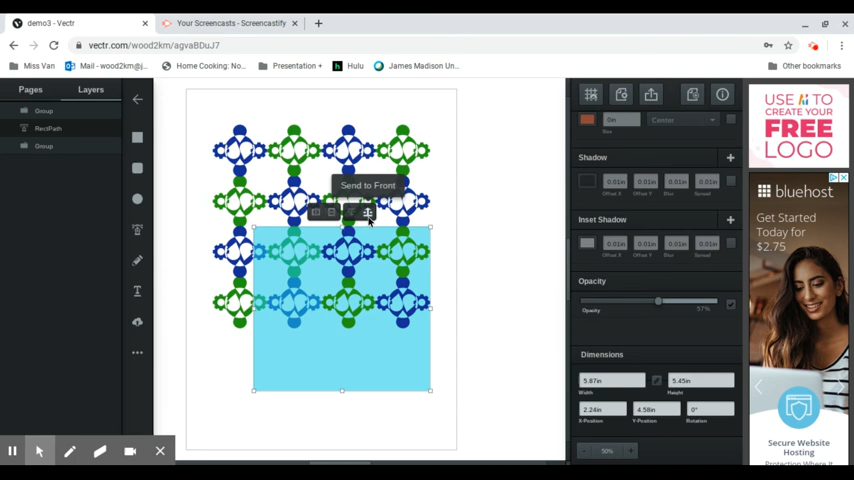 demo3 - Vectr
Your Screencasts - Screencastify
vectr.com/wood2km/agvaBDuJ7
Miss Van
Mail - wood2km@j...
Home Cooking: No...
Presentation +
Hulu
James Madison Un...
Other bookmarks
Pages
Layers
Group
RectPath
Group
Send to Front
0in
Center
Size
Shadow
0.01in
0.01in
0.01in
0.01in
Offset X
Offset Y
Blur
Spread
Inset Shadow
0.01in
0.01in
0.01in
0.01in
Offset X
Offset Y
Blur
Spread
Opacity
Opacity
57%
Dimensions
5.87in
5.45in
Width
Height
2.24in
4.58in
0°
X-Position
Y-Position
Rotation
50%
USE Ai TO
CREATE YOUR
FREE
LOGO
bluehost
Get Started
Today for
$2.75
Secure Website
Hosting